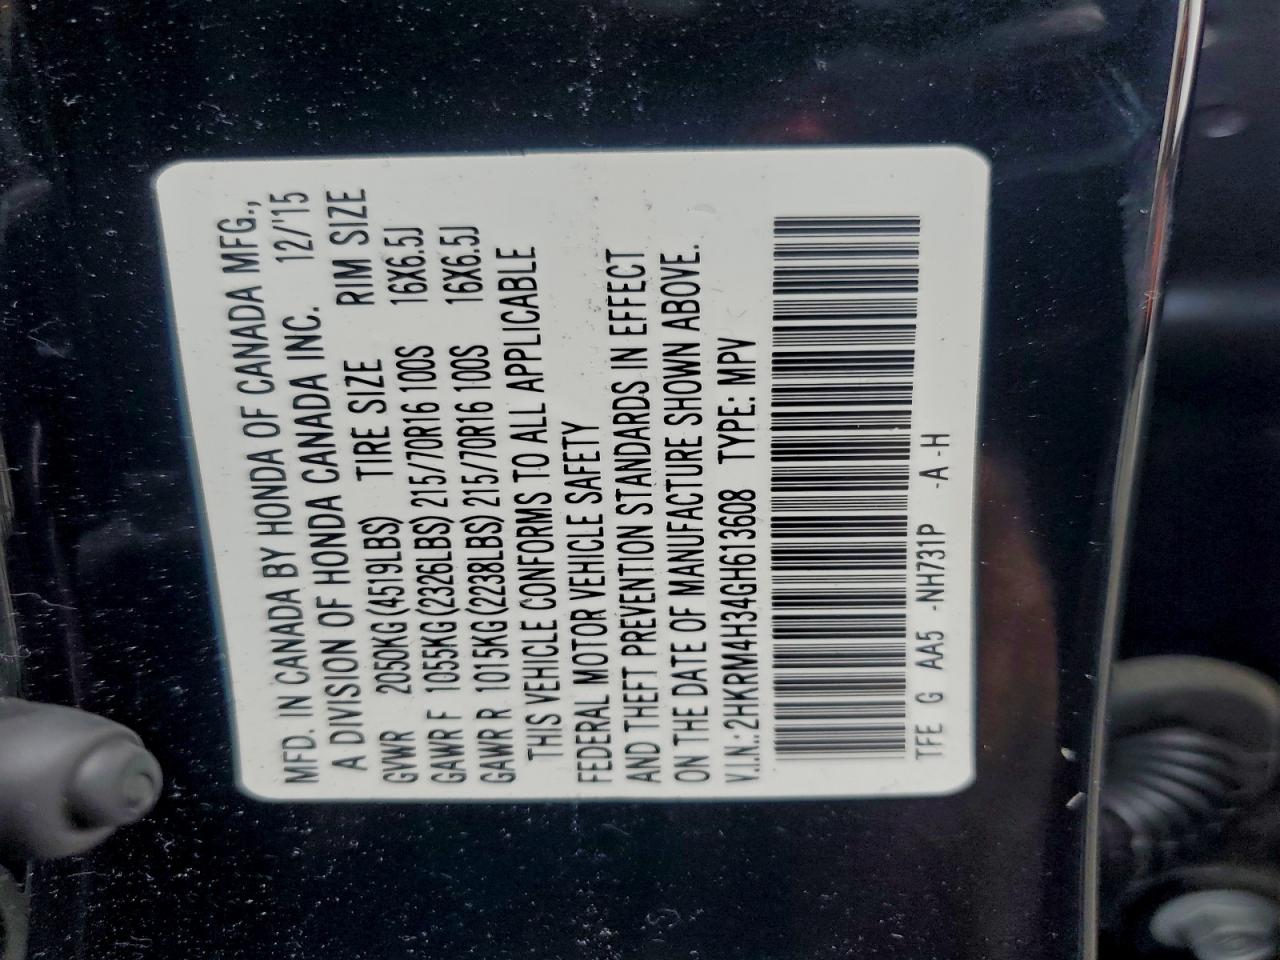 MFD. IN CANADA BY HONDA OF CANADA MFG.,
A DIVISION OF HONDA CANADA INC. 12/'15
GVWR 2050KG(4519LBS) TIRE SIZE RIM SIZE
GAWR F 1055KG(2326LBS) 215/70R16 100S 16X6.5J
GAWR R 1015KG(2238LBS) 215/70R16 100S 16X6.5J
THIS VEHICLE CONFORMS TO ALL APPLICABLE
FEDERAL MOTOR VEHICLE SAFETY
AND THEFT PREVENTION STANDARDS IN EFFECT
ON THE DATE OF MANUFACTURE SHOWN ABOVE.
V.I.N.: 2HKRM4H34GH613608 TYPE: MPV
TFE G AA5 -NH731P -A -H